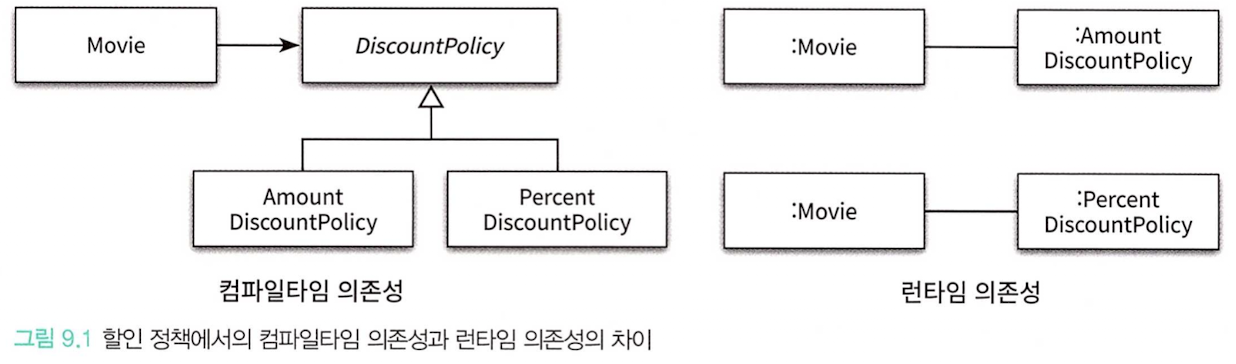 Movie
DiscountPolicy
Amount
DiscountPolicy
Percent
DiscountPolicy
컴파일타임 의존성
:Movie
:Amount
DiscountPolicy
:Movie
:Percent
DiscountPolicy
런타임 의존성
그림 9.1 할인 정책에서의 컴파일타임 의존성과 런타임 의존성의 차이